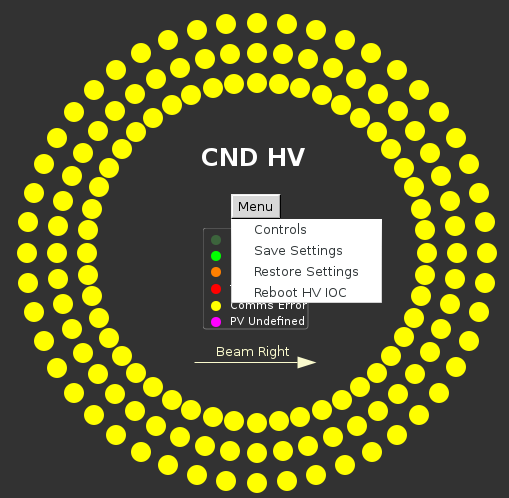 CND HV
Menu
Controls
Save Settings
Restore Settings
Reboot HV IOC
Comms Error
PV Undefined
Beam Right